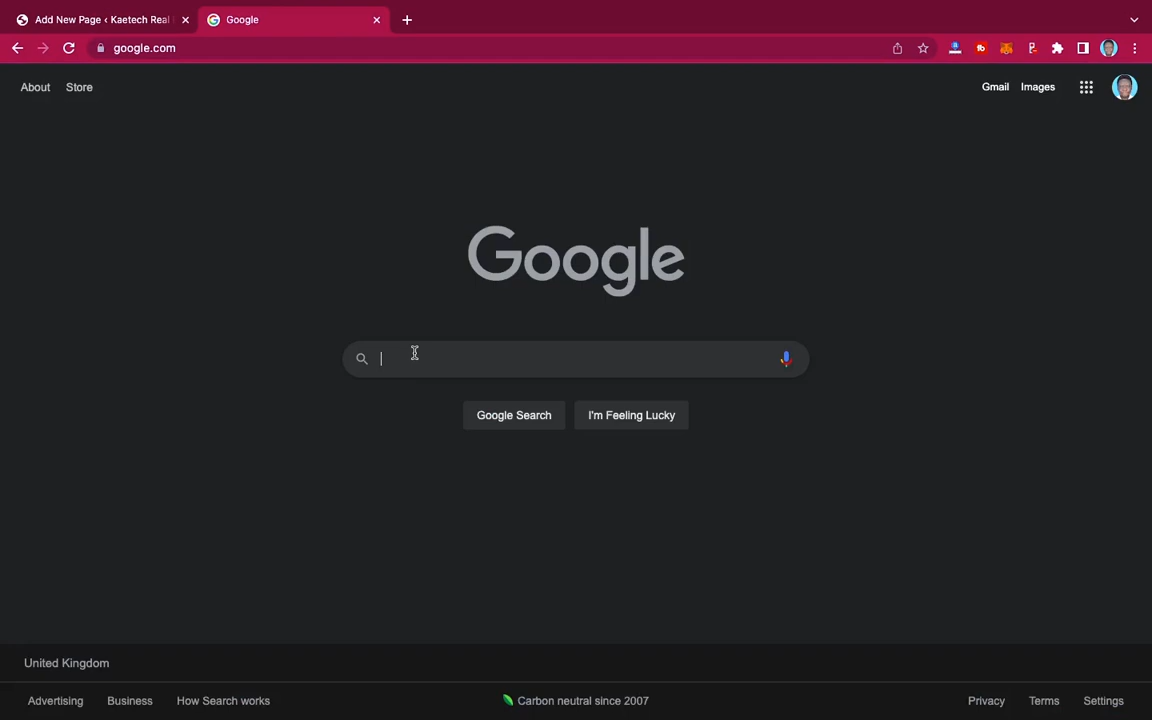 Add New Page ‹ Kaetech Real
Google
google.com
About
Store
Gmail
Images
Google
Google Search
I'm Feeling Lucky
United Kingdom
Advertising
Business
How Search works
Carbon neutral since 2007
Privacy
Terms
Settings